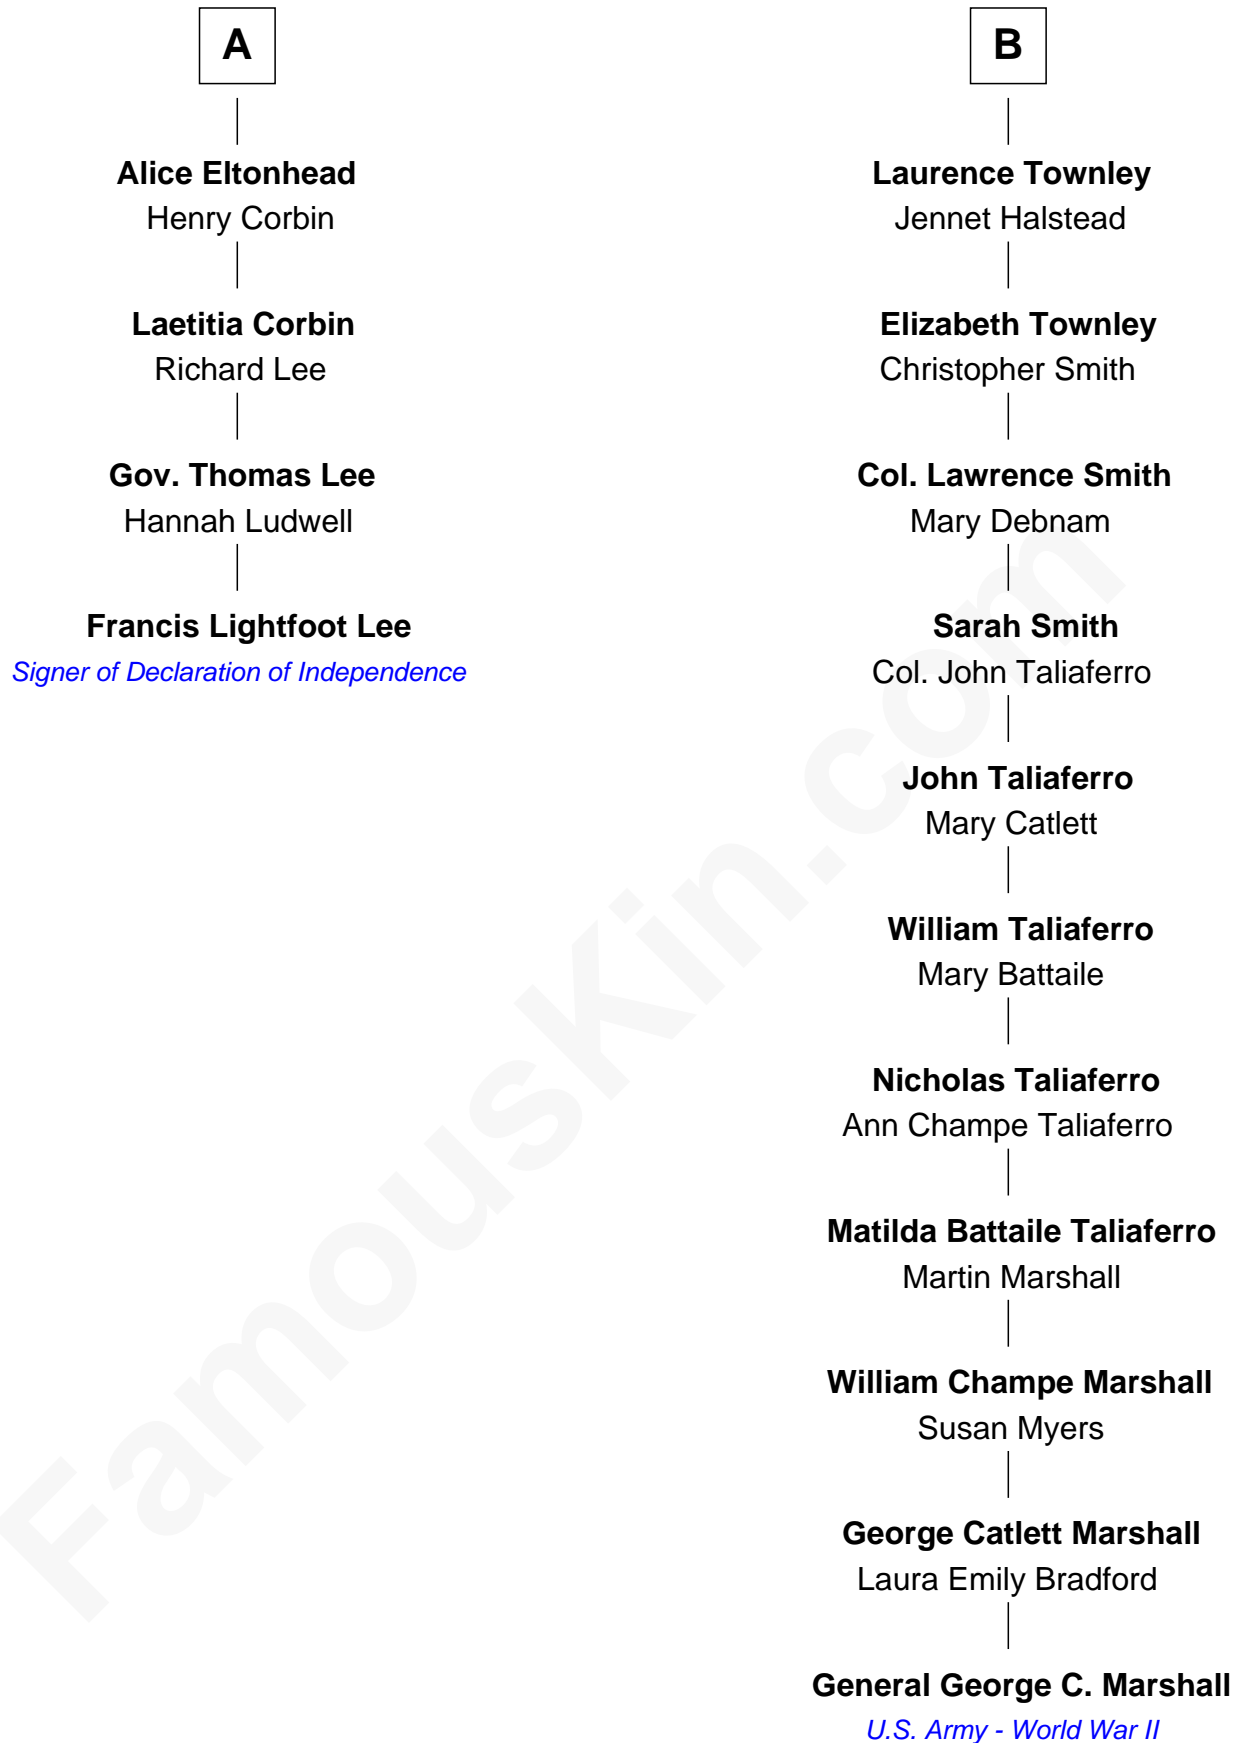 A
Alice Eltonhead
Henry Corbin
Laetitia Corbin
Richard Lee
Gov. Thomas Lee
Hannah Ludwell
Francis Lightfoot Lee
Signer of Declaration of Independence
B
Laurence Townley
Jennet Halstead
Elizabeth Townley
Christopher Smith
Col. Lawrence Smith
Mary Debnam
Sarah Smith
Col. John Taliaferro
John Taliaferro
Mary Catlett
William Taliaferro
Mary Battaile
Nicholas Taliaferro
Ann Champe Taliaferro
Matilda Battaile Taliaferro
Martin Marshall
William Champe Marshall
Susan Myers
George Catlett Marshall
Laura Emily Bradford
General George C. Marshall
U.S. Army - World War II
FamousKin.com